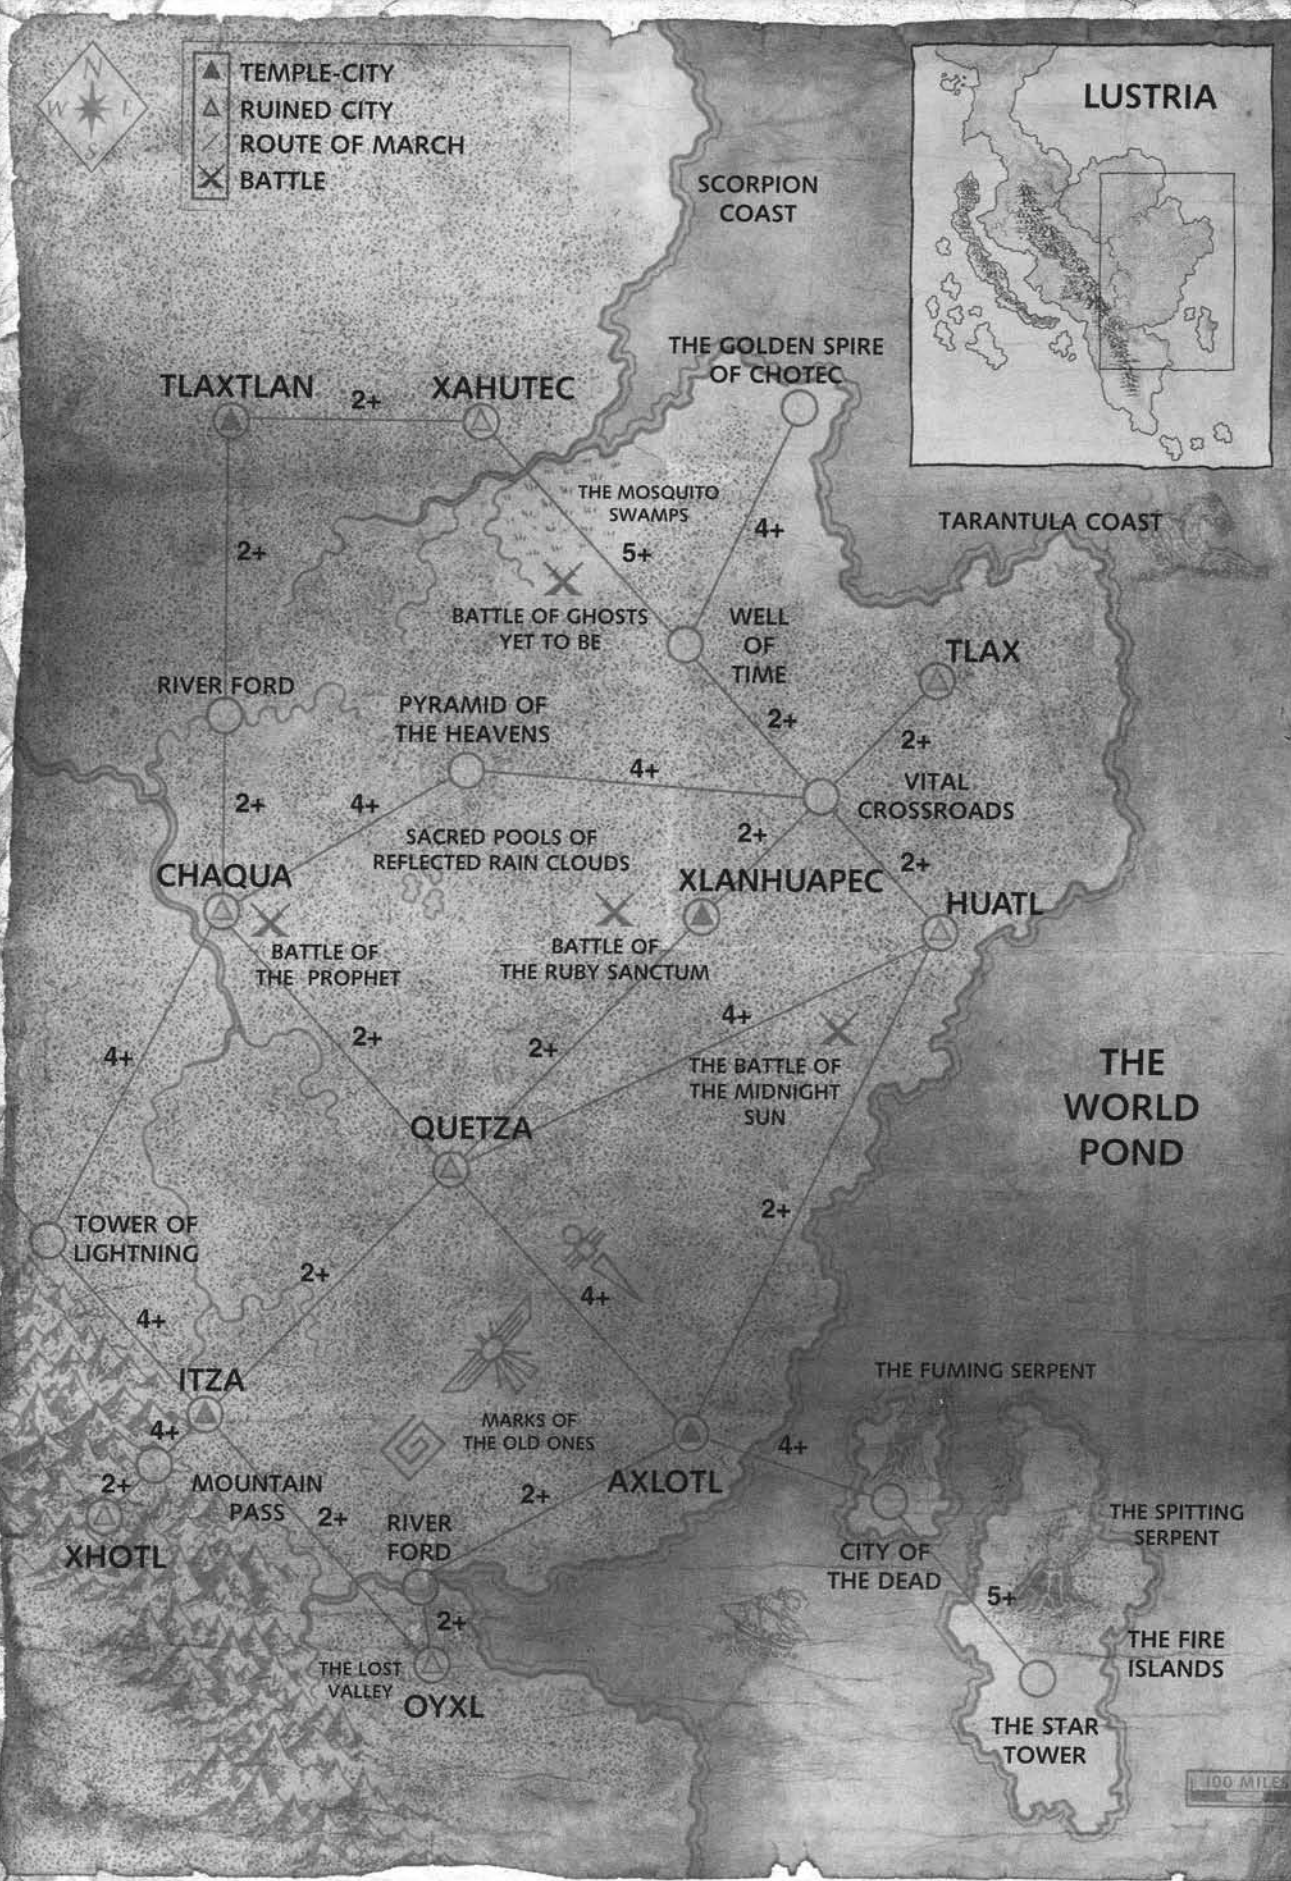 N
W
E
S
TEMPLE-CITY
RUINED CITY
ROUTE OF MARCH
BATTLE
LUSTRIA
SCORPION
COAST
THE GOLDEN SPIRE
OF CHOTEC
TLAXTLAN
2+
XAHUTEC
THE MOSQUITO
SWAMPS
5+
4+
TARANTULA COAST
2+
BATTLE OF GHOSTS
YET TO BE
WELL
OF
TIME
TLAX
RIVER FORD
PYRAMID OF
THE HEAVENS
2+
2+
4+
VITAL
CROSSROADS
2+
4+
SACRED POOLS OF
REFLECTED RAIN CLOUDS
2+
2+
CHAQUA
XLANHUAPEC
HUATL
BATTLE OF
THE PROPHET
BATTLE OF
THE RUBY SANCTUM
4+
2+
2+
4+
THE BATTLE OF
THE MIDNIGHT
SUN
THE
WORLD
POND
QUETZA
2+
TOWER OF
LIGHTNING
2+
4+
4+
ITZA
THE FUMING SERPENT
4+
MARKS OF
THE OLD ONES
4+
2+
MOUNTAIN
PASS
2+
RIVER
FORD
2+
AXLOTL
XHOTL
THE SPITTING
SERPENT
CITY OF
THE DEAD
5+
2+
THE FIRE
ISLANDS
THE LOST
VALLEY
OYXL
THE STAR
TOWER
100 MILES